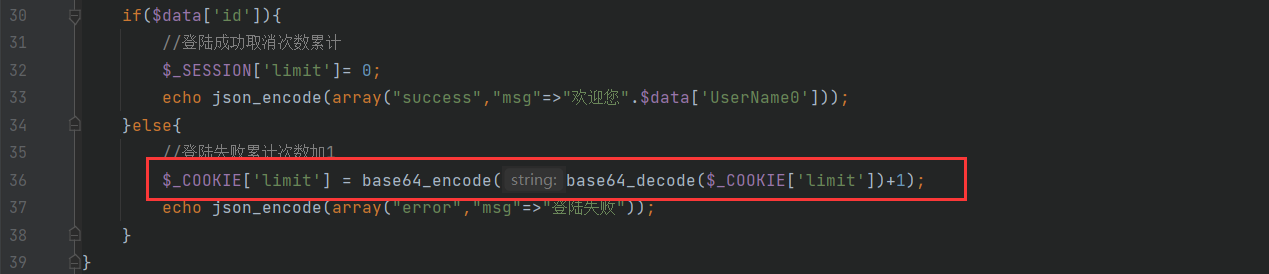 30 if($data['id']){
31 //登陆成功取消次数累计
32 $_SESSION['limit']= 0;
33 echo json_encode(array("success","msg"=>"欢迎您".$data['UserName0']));
34 }else{
35 //登陆失败累计次数加1
36 $_COOKIE['limit'] = base64_encode( string: base64_decode($_COOKIE['limit'])+1);
37 echo json_encode(array("error","msg"=>"登陆失败"));
38 }
39 }